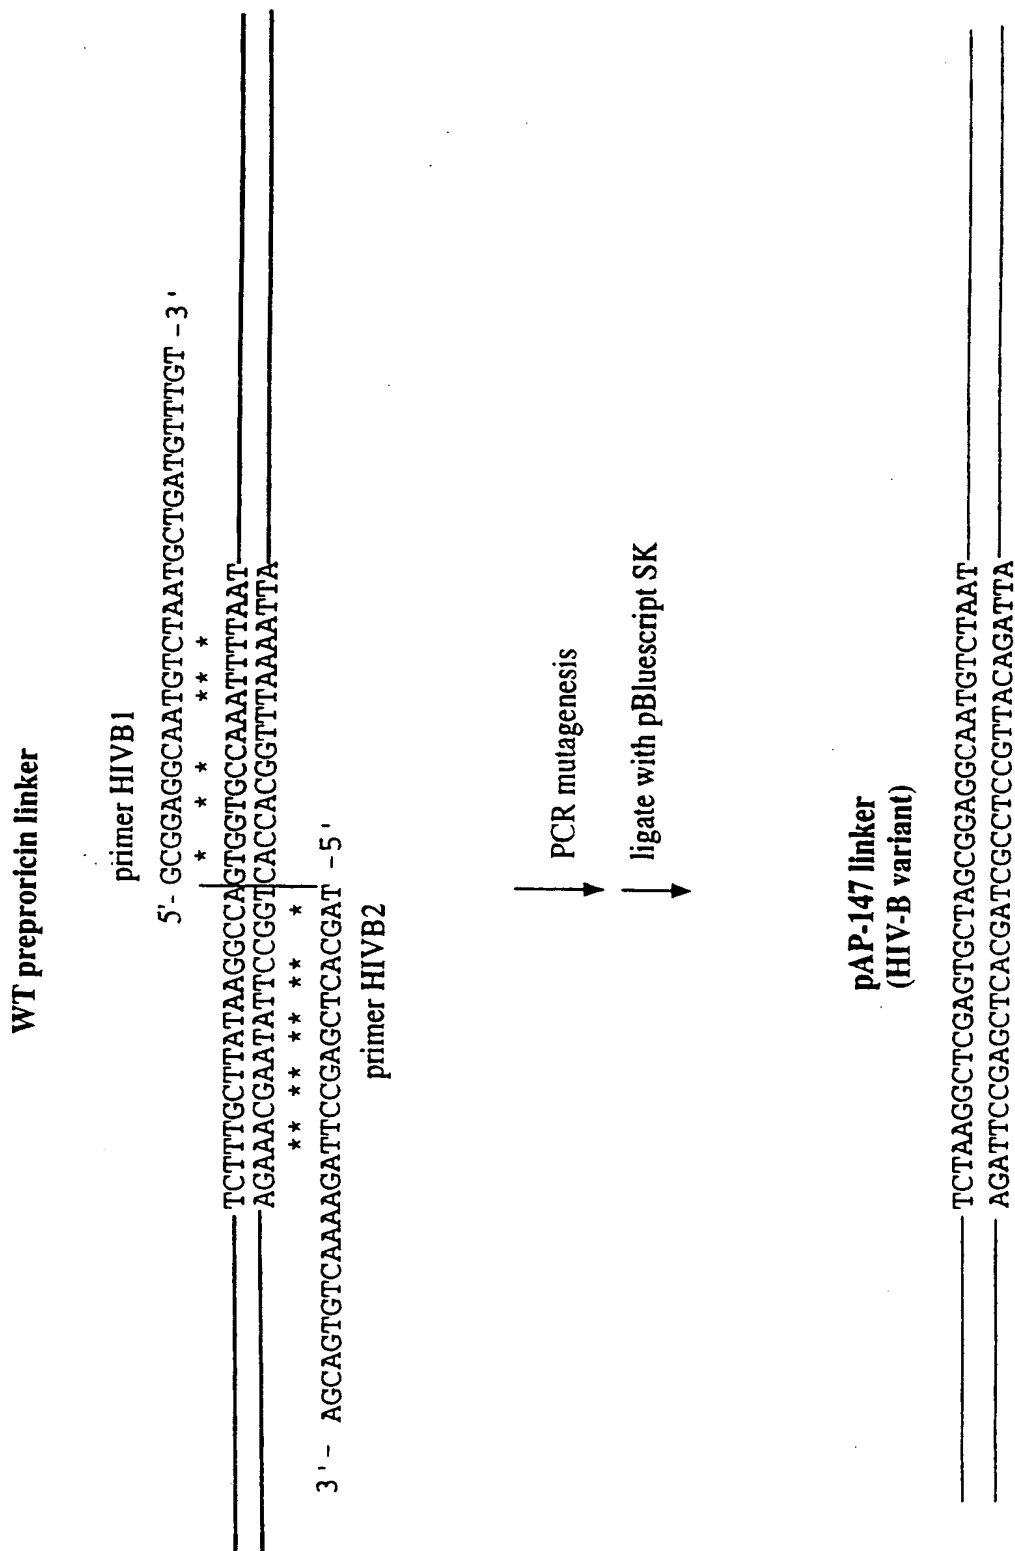 WT preproricin linker
primer HIVB1
5'- GCGGAGGCAATGTCTAATGCTGATGTTTGT -3'
* * * ** *
TCTTTGCTTATAAGGCCAGTGGTGCCAAATTTTAAT
AGAAACGAATATTCCGGTCACCACGGTTTAAAATTA
** ** ** ** *
3'- AGCAGTGTCAAAAGATTCCGAGCTCACGAT -5'
primer HIVB2
PCR mutagenesis
ligate with pBluescript SK
pAP-147 linker
(HIV-B variant)
TCTAAGGCTCGAGTGCTAGCGGAGGCAATGTCTAAT
AGATTCCGAGCTCACGATCGCCTCCGTTACAGATTA